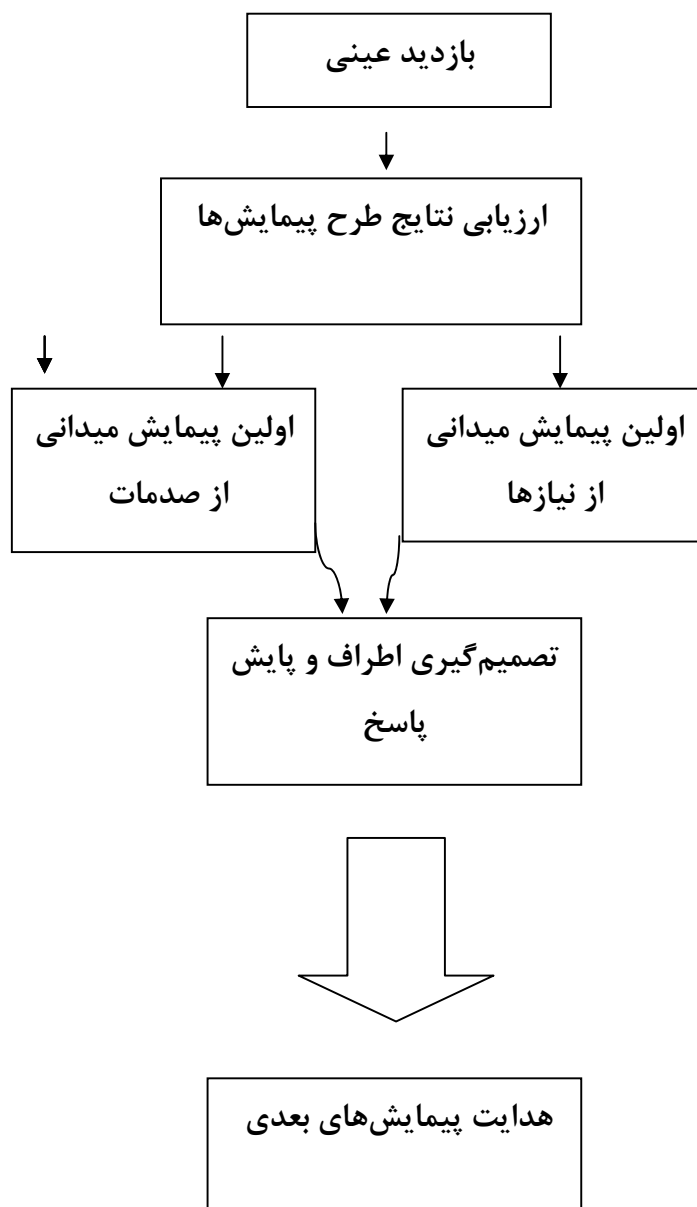 بازدید عینی
ارزیابی نتایج طرح پیمایش‌ها
اولین پیمایش میدانی
از نیازها
اولین پیمایش میدانی
از صدمات
تصمیم‌گیری اطراف و پایش
پاسخ
هدایت پیمایش‌های بعدی